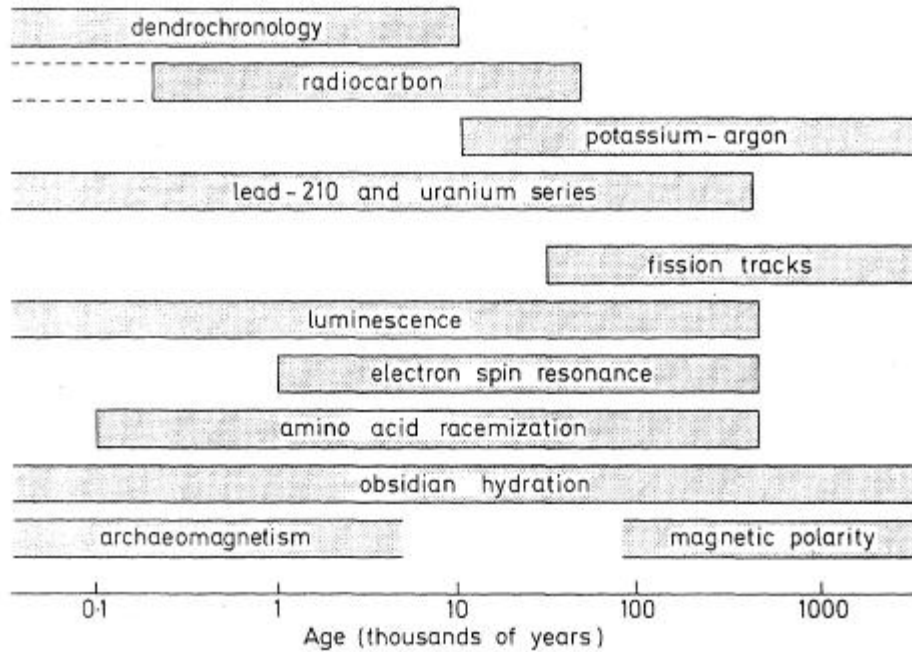 dendrochronology
radiocarbon
potassium-argon
lead-210 and uranium series
fission tracks
luminescence
electron spin resonance
amino acid racemization
obsidian hydration
archaeomagnetism magnetic polarity
0·1 1 10 100 1000
Age (thousands of years)